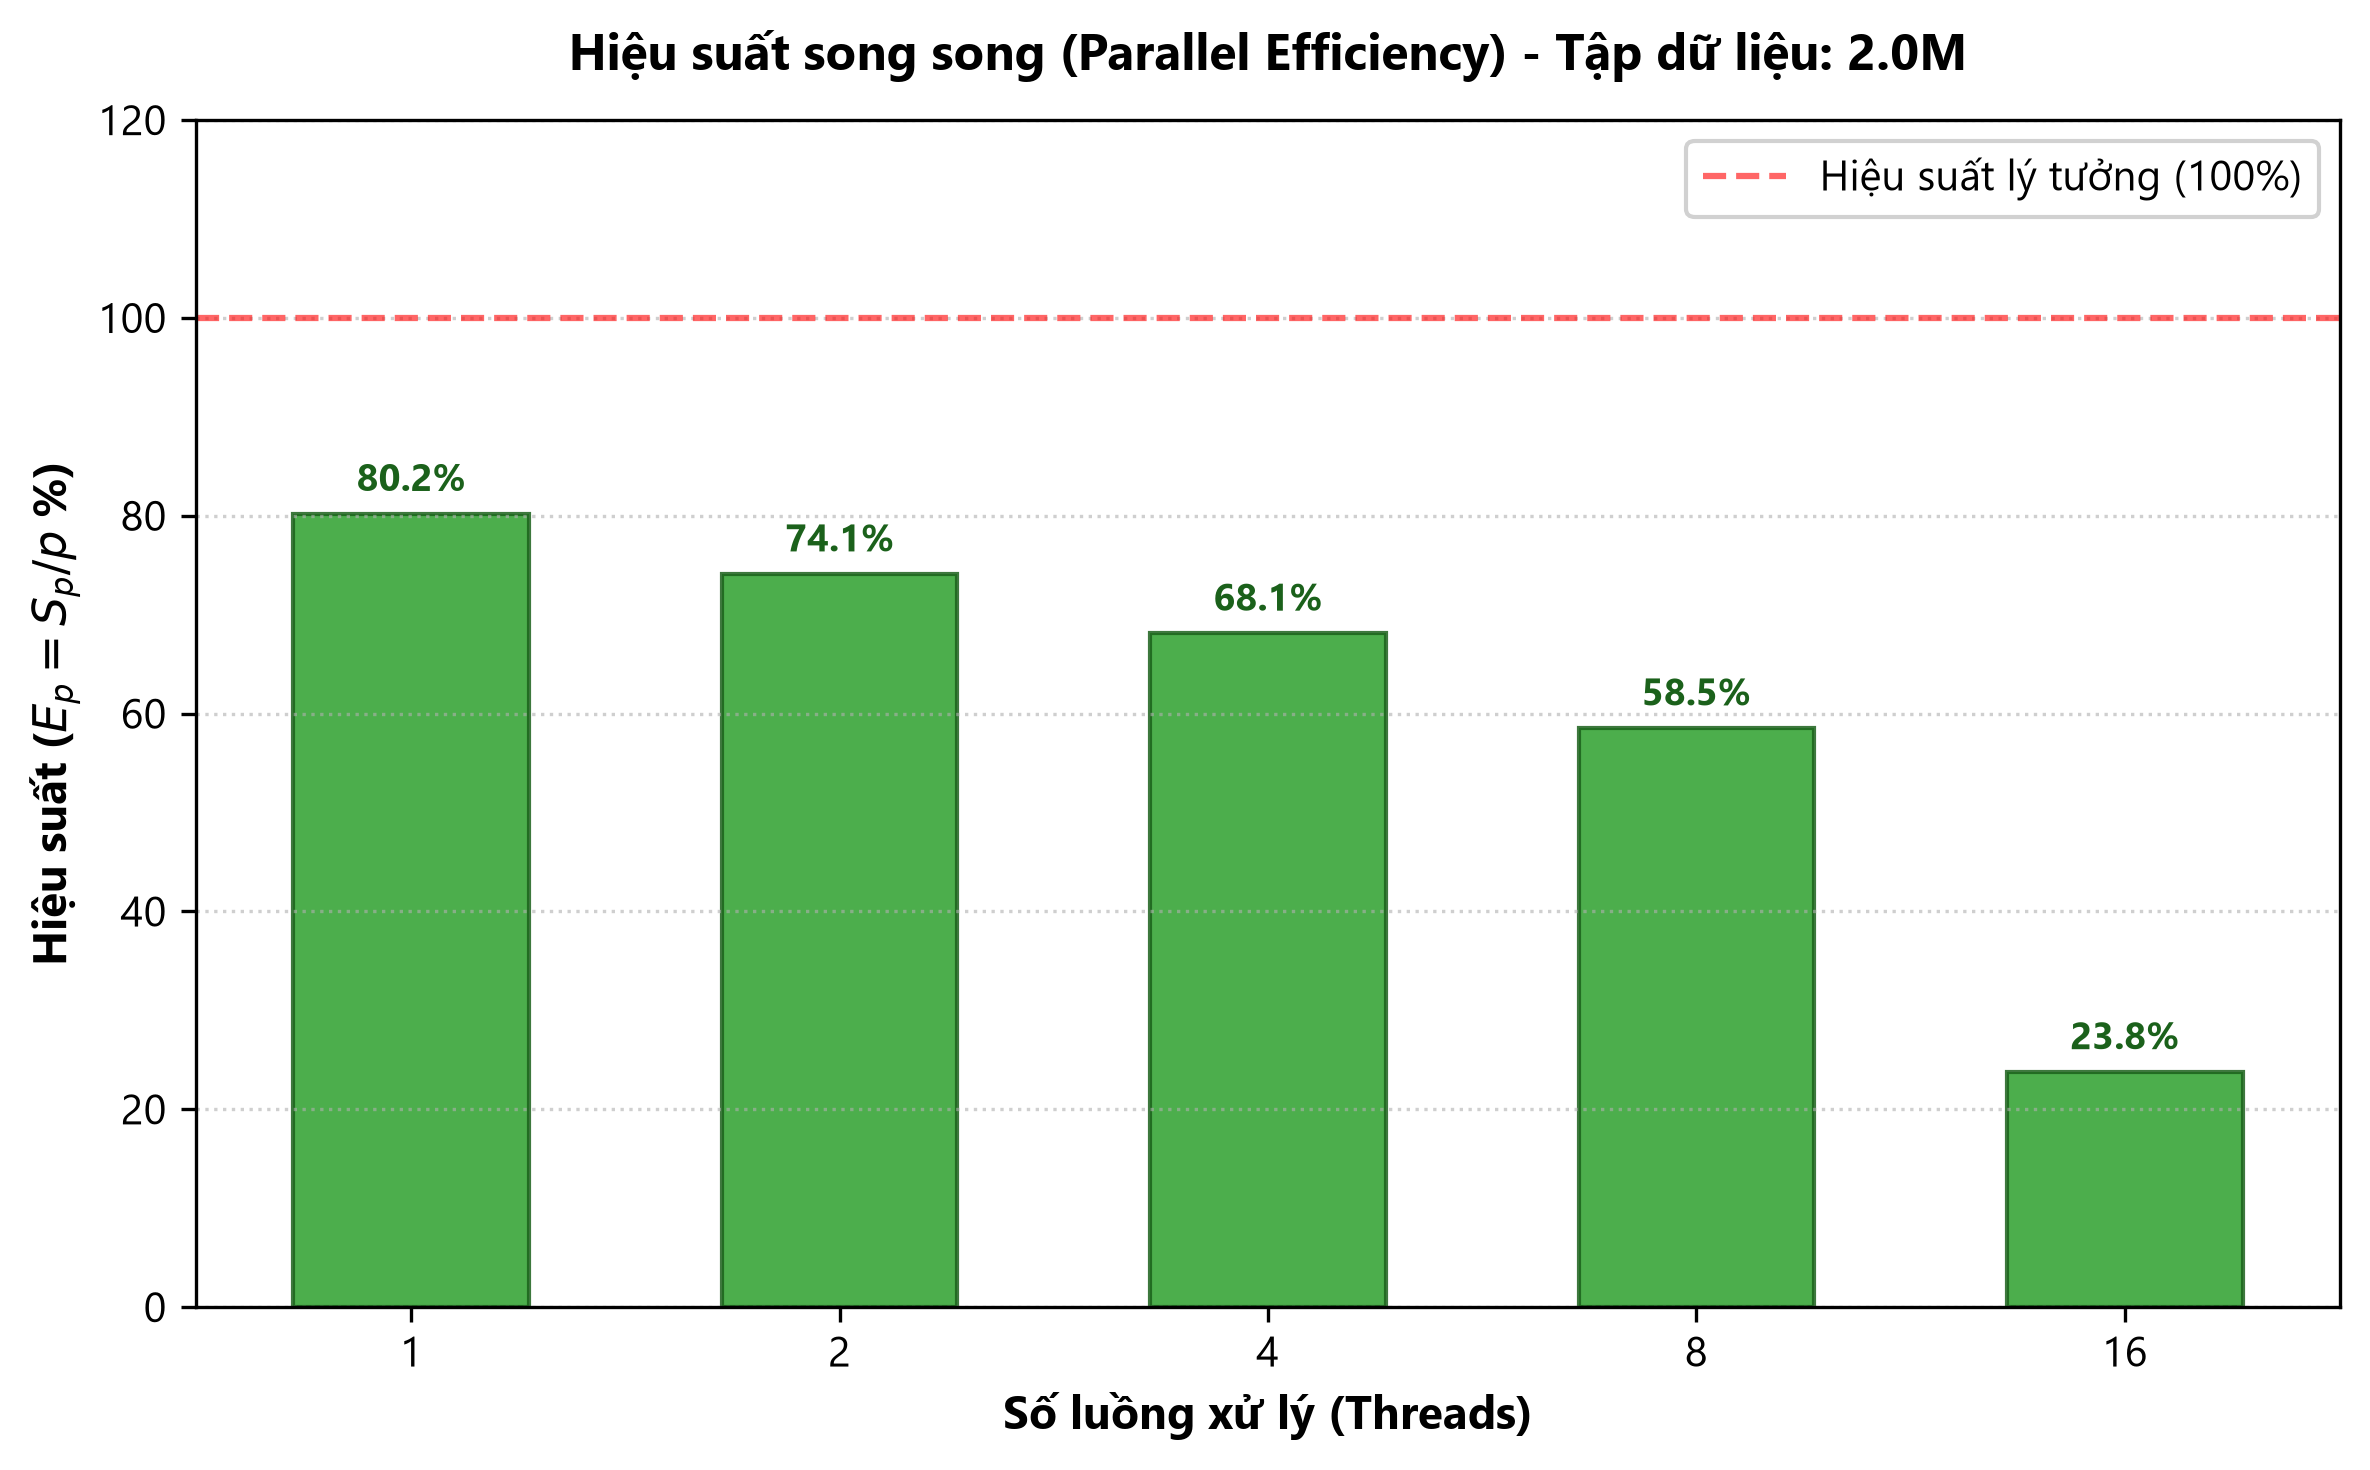 Hiệu suất song song (Parallel Efficiency) - Tập dữ liệu: 2.0M
Hiệu suất lý tưởng (100%)
Hiệu suất (E_p = S_p/p %)
120
100
80
60
40
20
0
80.2%
74.1%
68.1%
58.5%
23.8%
1 2 4 8 16
Số luồng xử lý (Threads)